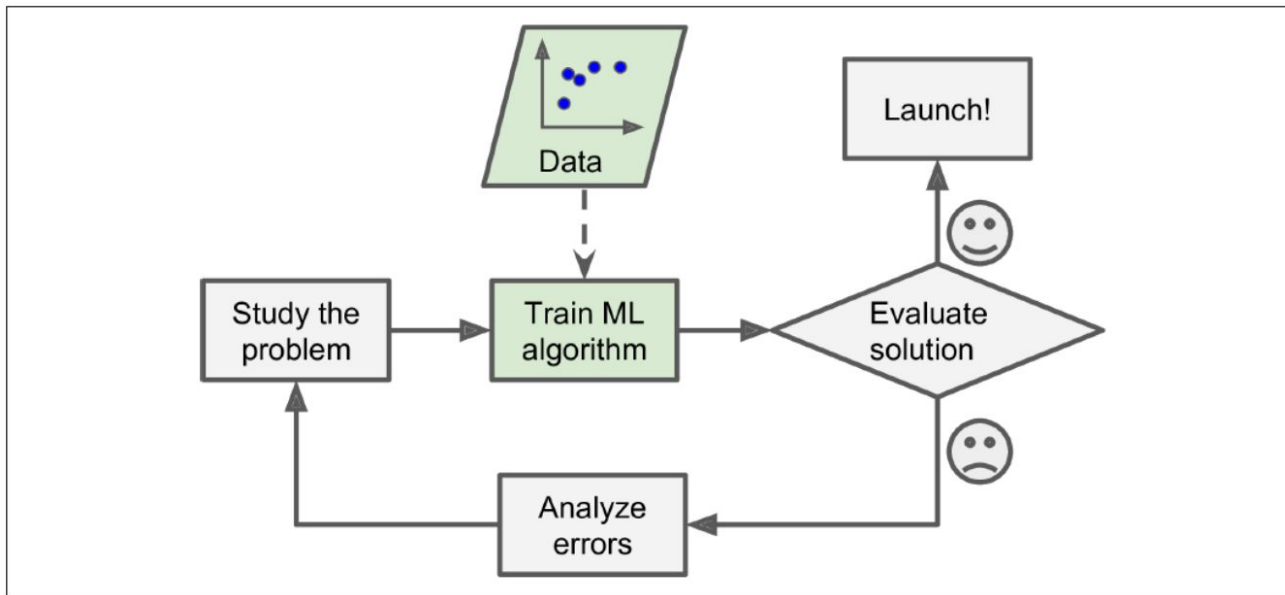 Data
Launch!
Study the
problem
Train ML
algorithm
Evaluate
solution
Analyze
errors